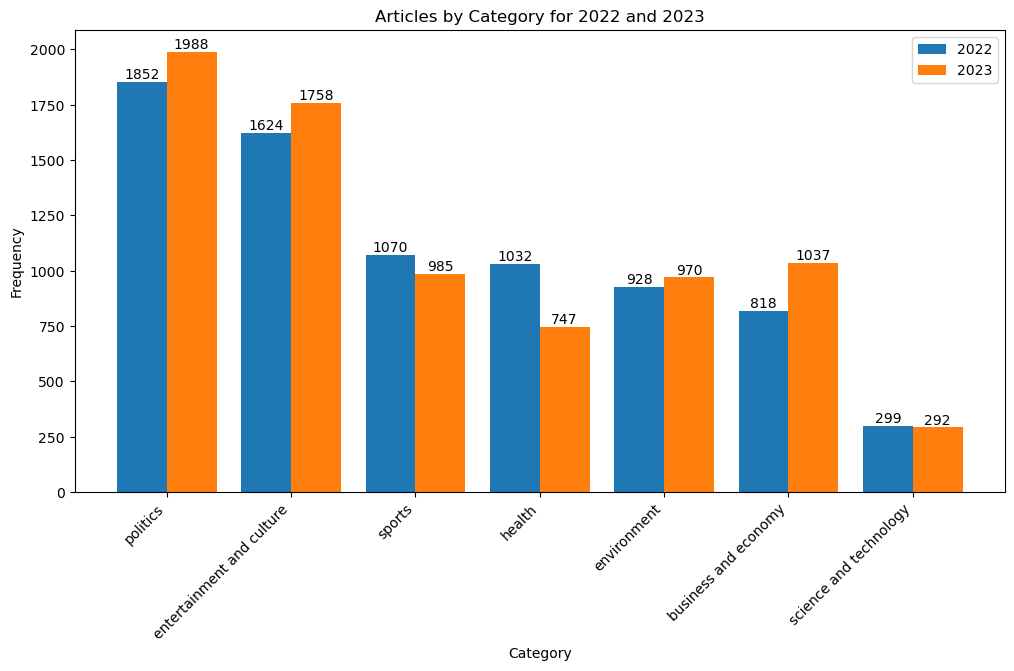 Articles by Category for 2022 and 2023
2022
2023
Frequency
2000
1750
1500
1250
1000
750
500
250
0
1852
1988
1624
1758
1070
985
1032
747
928
970
818
1037
299
292
politics
entertainment and culture
sports
health
environment
business and economy
science and technology
Category